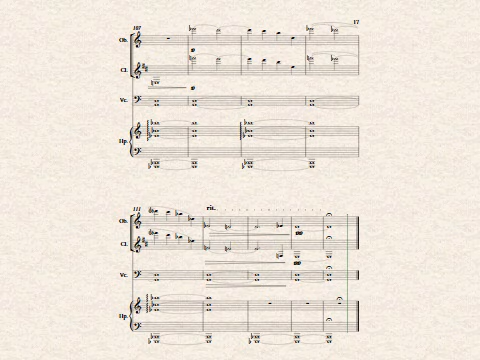 17
107
Ob.
Cl.
Vc.
Hp.
111
rit.
Ob.
Cl.
Vc.
Hp.